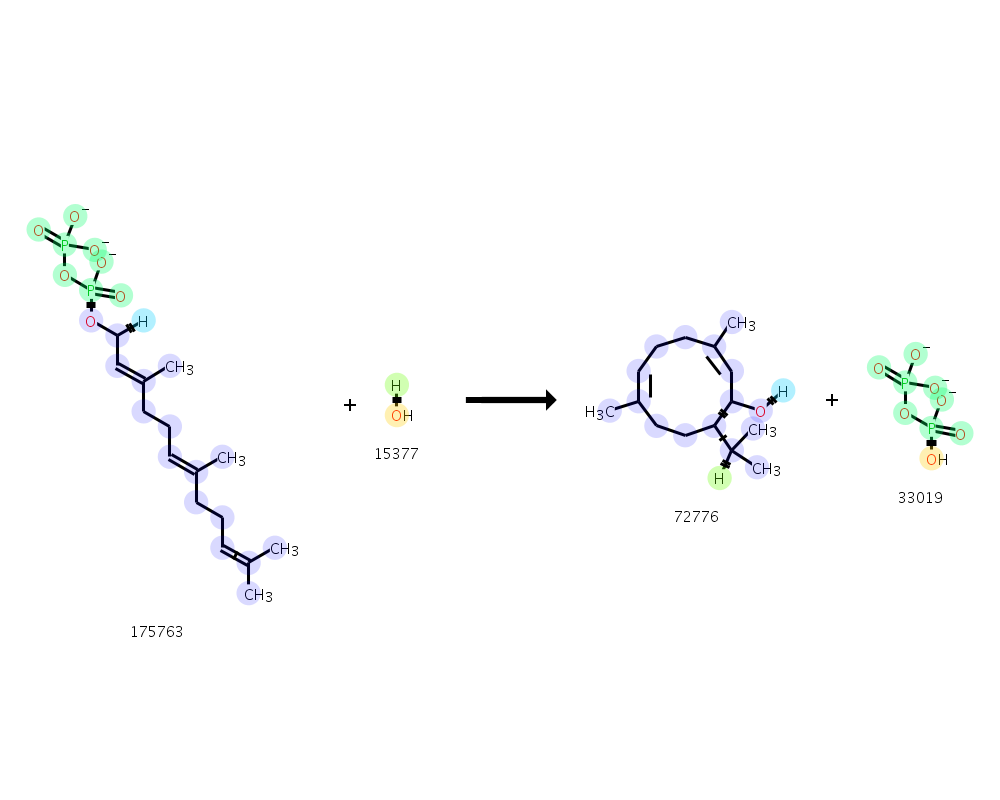 O⁻
O P O⁻
O⁻
O P O
O H
CH₃
CH₃
CH₃
CH₃
175763
+
H
OH
15377
CH₃
H₃C
O H
CH₃
CH₃
H
72776
+
O⁻
O P O⁻
O⁻
O P O
OH
33019